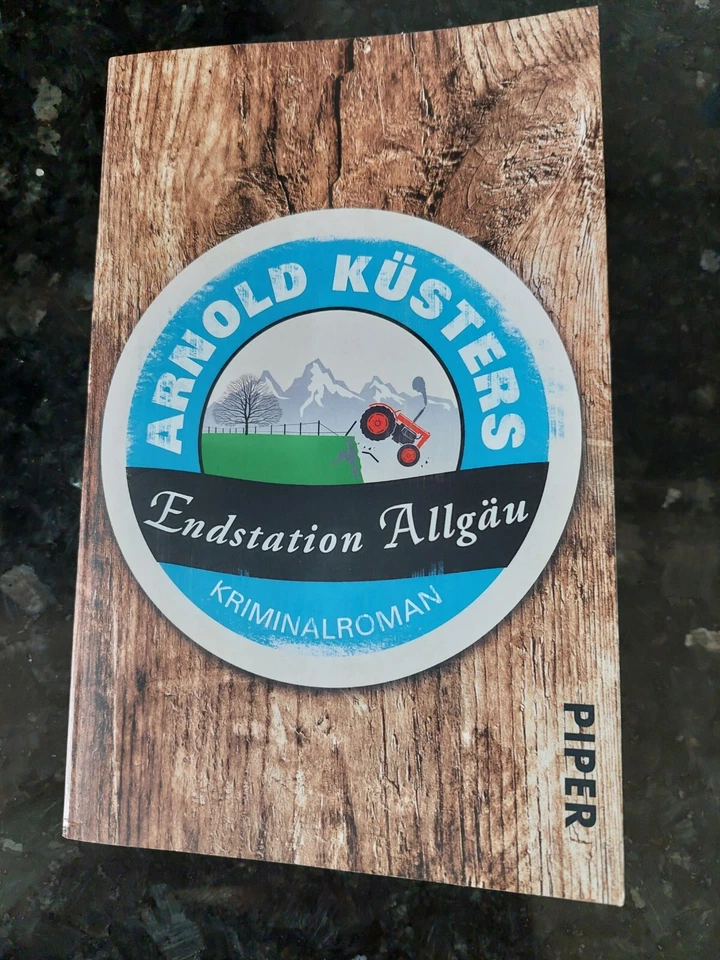 ARNOLD KÜSTERS
Endstation Allgäu
KRIMINALROMAN
PIPER